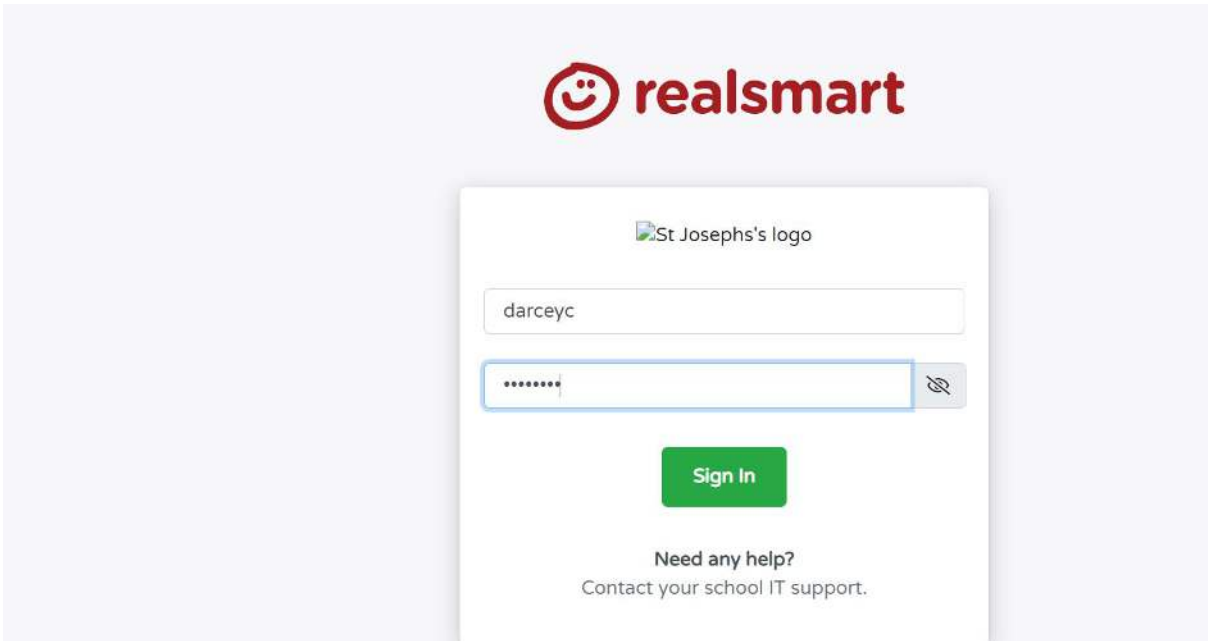 realsmart
St Josephs's logo
darceyc
••••••••
Sign In
Need any help?
Contact your school IT support.